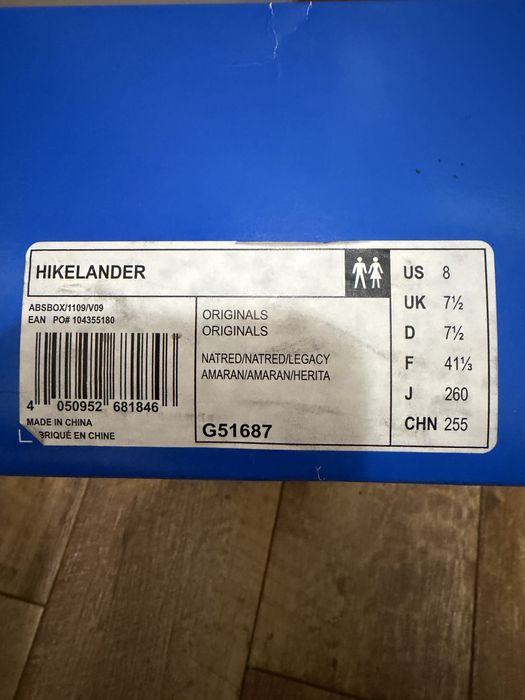 HIKELANDER
ABSBOX/1109/V09
EAN PO# 104355180
4 050952 681846
MADE IN CHINA
BRIQUÉ EN CHINE
ORIGINALS
ORIGINALS
NATRED/NATRED/LEGACY
AMARAN/AMARAN/HERITA
G51687
US 8
UK 7½
D 7½
F 41⅓
J 260
CHN 255